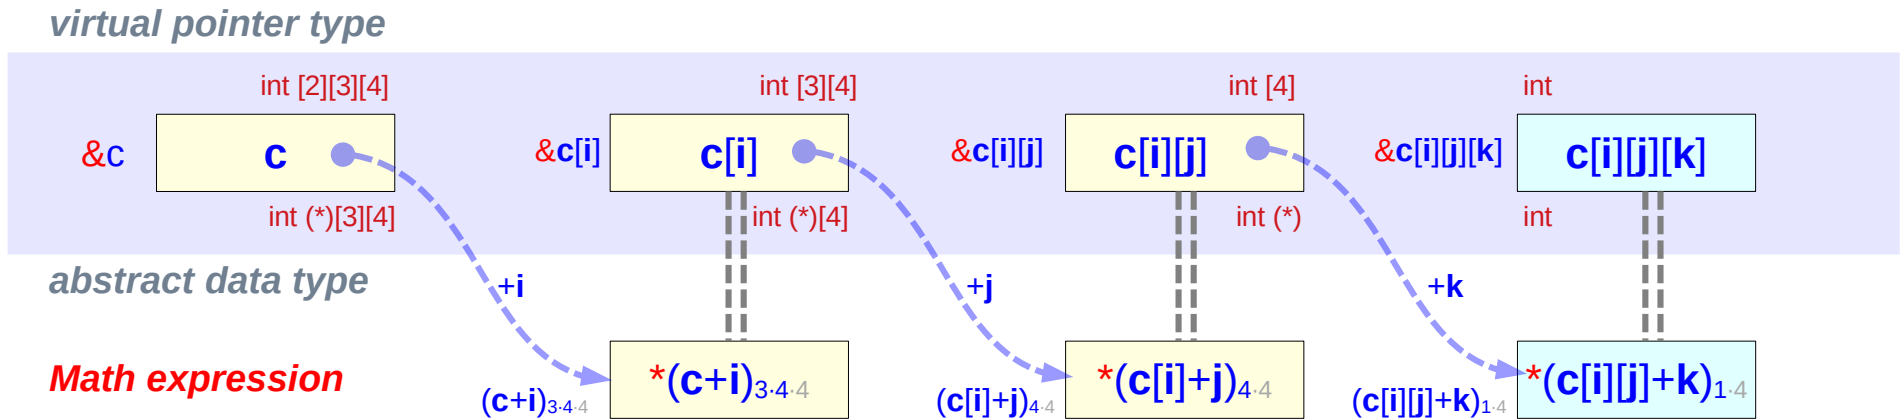 virtual pointer type
int [2][3][4] int [3][4] int [4] int
&c c &c[i] c[i] &c[i][j] c[i][j] &c[i][j][k] c[i][j][k]
int (*)[3][4] int (*)[4] int (*) int
abstract data type +i +j +k
Math expression *(c+i)3·4·4 *(c[i]+j)4·4 *(c[i][j]+k)1·4
(c+i)3·4·4 (c[i]+j)4·4 (c[i][j]+k)1·4